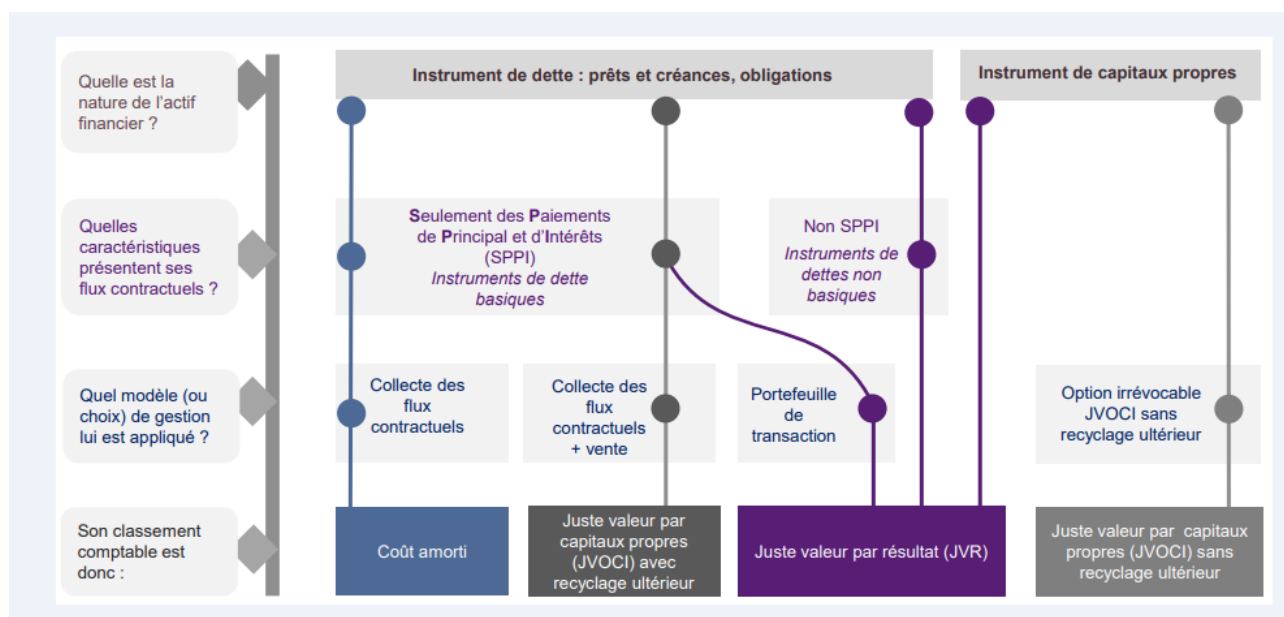 Quelle est la
nature de l'actif
financier ?
Instrument de dette : prêts et créances, obligations
Instrument de capitaux propres
Quelles
caractéristiques
présentent ses
flux contractuels ?
Seulement des Paiements
de Principal et d'Intérêts
(SPPI)
Instruments de dette
basiques
Non SPPI
Instruments de
dettes non
basiques
Quel modèle (ou
choix) de gestion
lui est appliqué ?
Collecte des
flux
contractuels
Collecte des
flux
contractuels
+ vente
Portefeuille
de
transaction
Option irrévocable
JVOCI sans
recyclage ultérieur
Son classement
comptable est
donc :
Coût amorti
Juste valeur par
capitaux propres
(JVOCI) avec
recyclage ultérieur
Juste valeur par résultat (JVR)
Juste valeur par capitaux
propres (JVOCI) sans
recyclage ultérieur